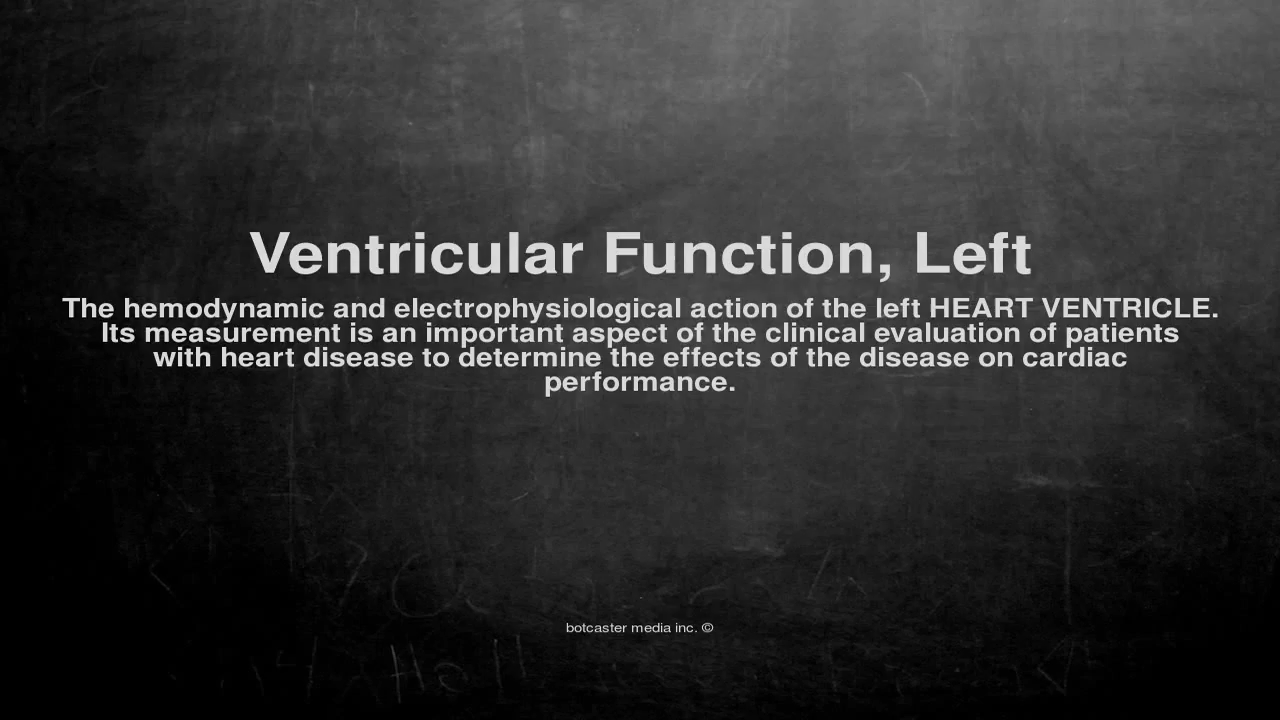 Ventricular Function, Left
The hemodynamic and electrophysiological action of the left HEART VENTRICLE.
Its measurement is an important aspect of the clinical evaluation of patients
with heart disease to determine the effects of the disease on cardiac
performance.
botcaster media inc. ©